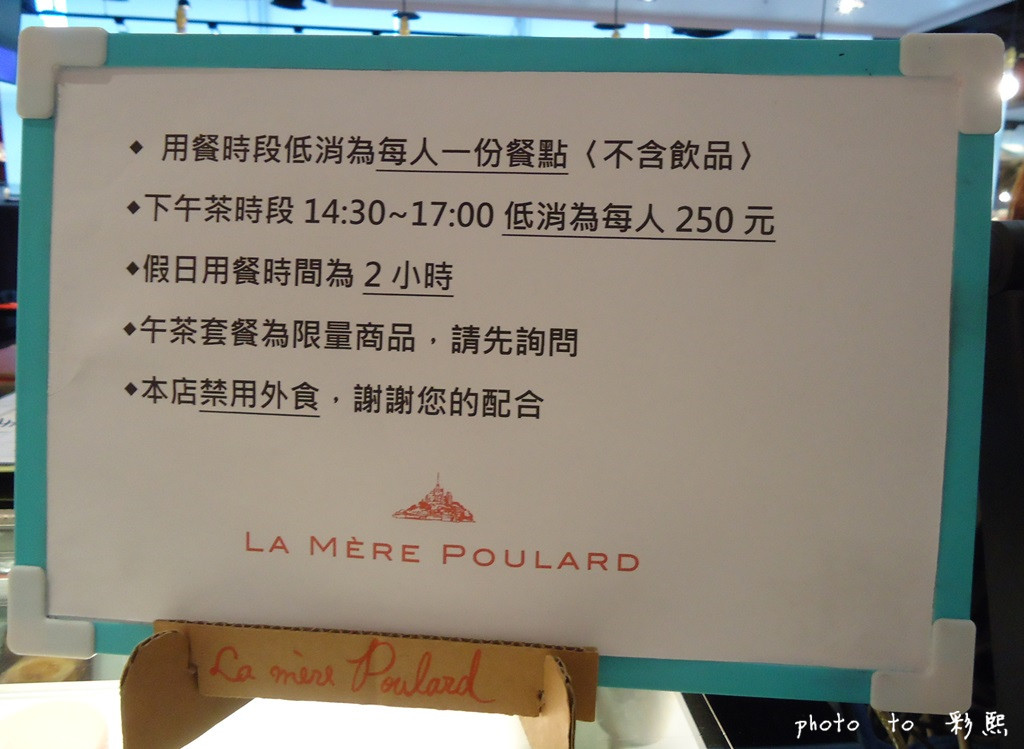 ◆ 用餐時段低消為每人一份餐點〈不含飲品〉
◆下午茶時段 14:30~17:00 低消為每人 250 元
◆假日用餐時間為 2 小時
◆午茶套餐為限量商品，請先詢問
◆本店禁用外食，謝謝您的配合
LA MÈRE POULARD
La mère Poulard
photo to 彩熙